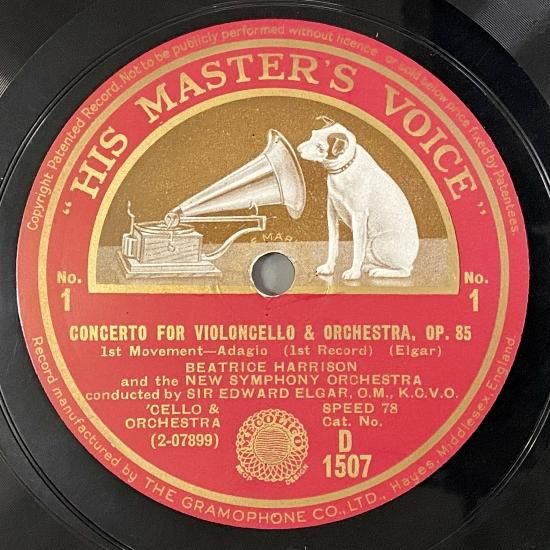 Copyright Patented Record. Not to be publicly performed without licence or sold below price fixed by Patentees.
"HIS MASTER'S VOICE"
No. 1
No. 1
CONCERTO FOR VIOLONCELLO & ORCHESTRA, OP. 85
1st Movement—Adagio (1st Record) (Elgar)
BEATRICE HARRISON
and the NEW SYMPHONY ORCHESTRA
conducted by SIR EDWARD ELGAR, O.M., K.C.V.O.
'CELLO & ORCHESTRA
(2-07899)
SPEED 78
Cat. No.
D
1507
REGD DESIGN
Record manufactured by THE GRAMOPHONE CO., LTD., Hayes, Middlesex, England.